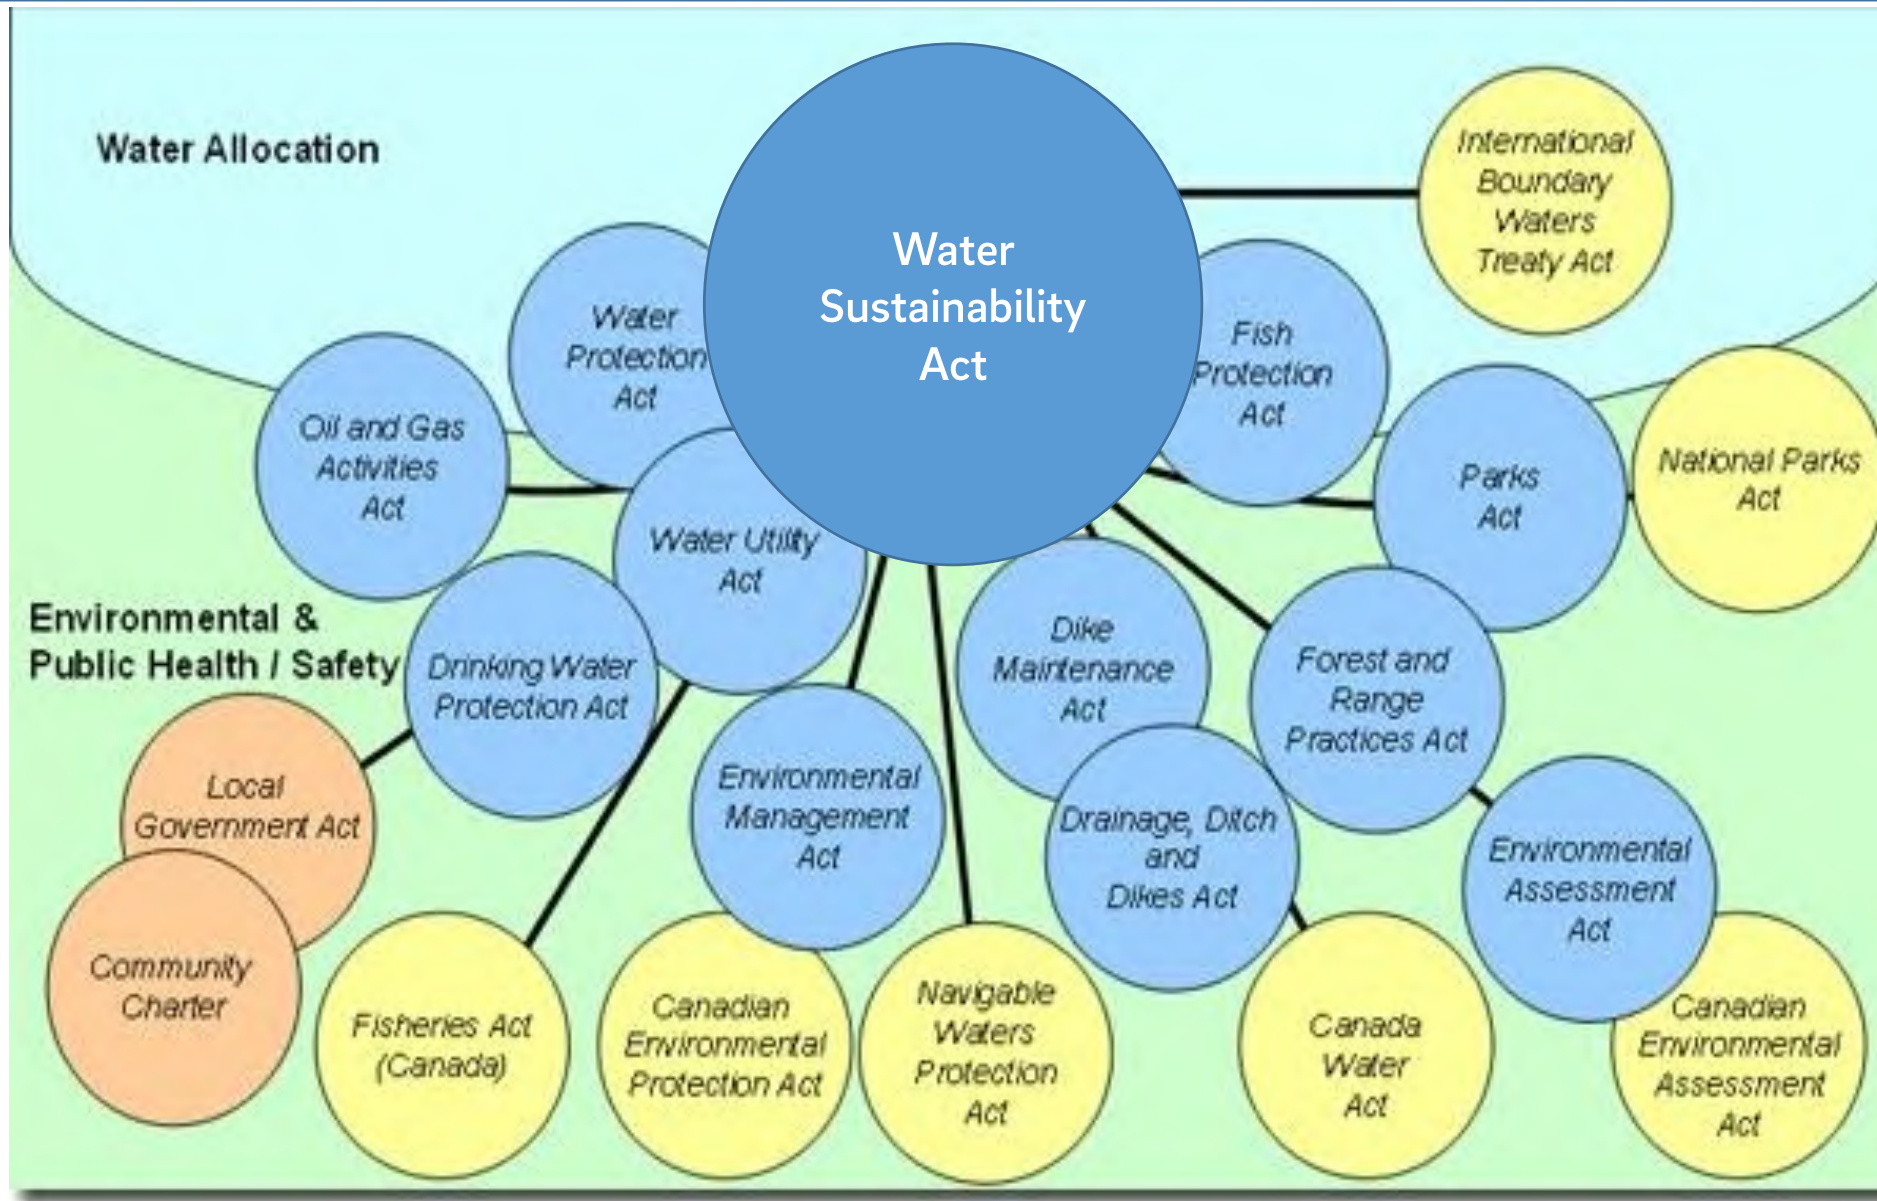 Water Allocation
Water
Sustainability
Act
International
Boundary
Waters
Treaty Act
Water
Protection
Act
Fish
Protection
Act
Oil and Gas
Activities
Act
Parks
Act
National Parks
Act
Water Utility
Act
Environmental &
Public Health / Safety
Drinking Water
Protection Act
Dike
Maintenance
Act
Forest and
Range
Practices Act
Local
Government Act
Environmental
Management
Act
Drainage, Ditch
and
Dikes Act
Environmental
Assessment
Act
Community
Charter
Fisheries Act
(Canada)
Canadian
Environmental
Protection Act
Navigable
Waters
Protection
Act
Canada
Water
Act
Canadian
Environmental
Assessment
Act